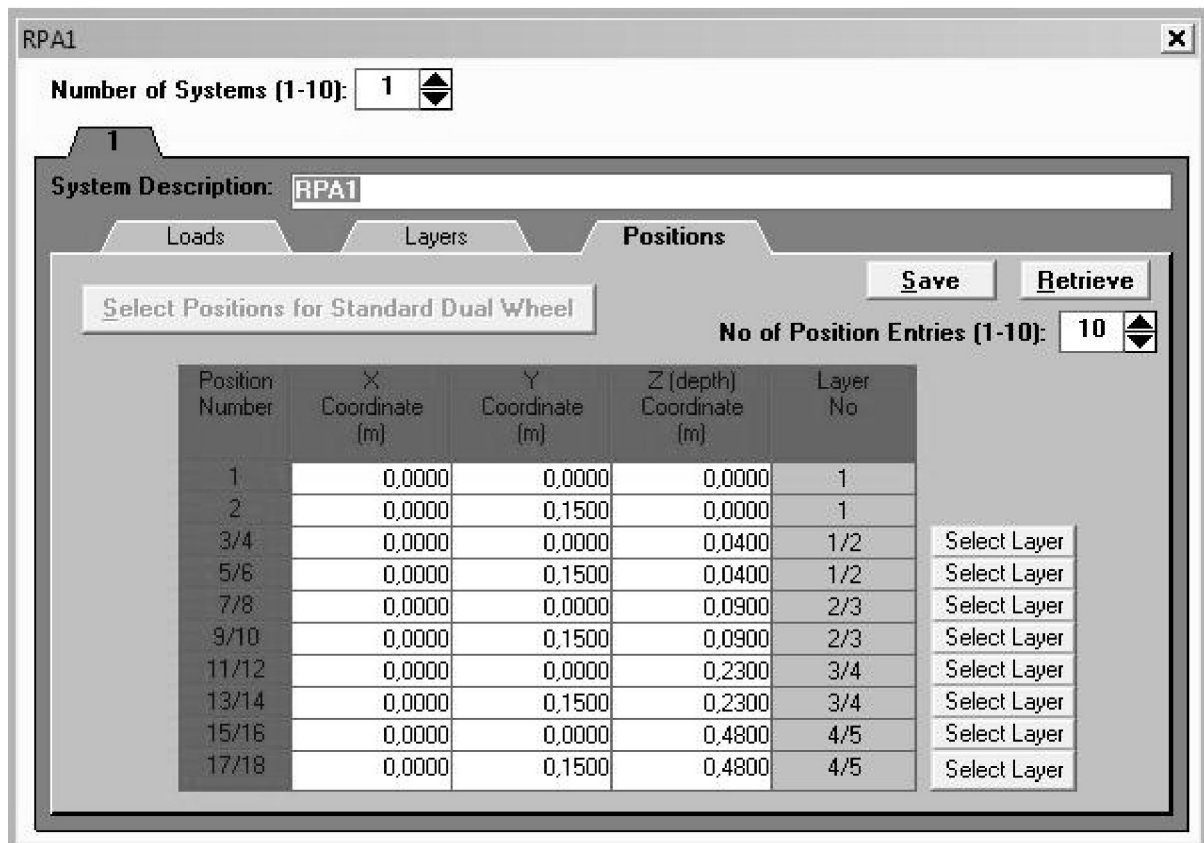 RPA1
Number of Systems (1-10): 1
1
System Description: RPA1
Loads Layers Positions
Save Retrieve
Select Positions for Standard Dual Wheel
No of Position Entries (1-10): 10
Position Number X Coordinate (m) Y Coordinate (m) Z (depth) Coordinate (m) Layer No
1 0,0000 0,0000 0,0000 1
2 0,0000 0,1500 0,0000 1
3/4 0,0000 0,0000 0,0400 1/2 Select Layer
5/6 0,0000 0,1500 0,0400 1/2 Select Layer
7/8 0,0000 0,0000 0,0900 2/3 Select Layer
9/10 0,0000 0,1500 0,0900 2/3 Select Layer
11/12 0,0000 0,0000 0,2300 3/4 Select Layer
13/14 0,0000 0,1500 0,2300 3/4 Select Layer
15/16 0,0000 0,0000 0,4800 4/5 Select Layer
17/18 0,0000 0,1500 0,4800 4/5 Select Layer